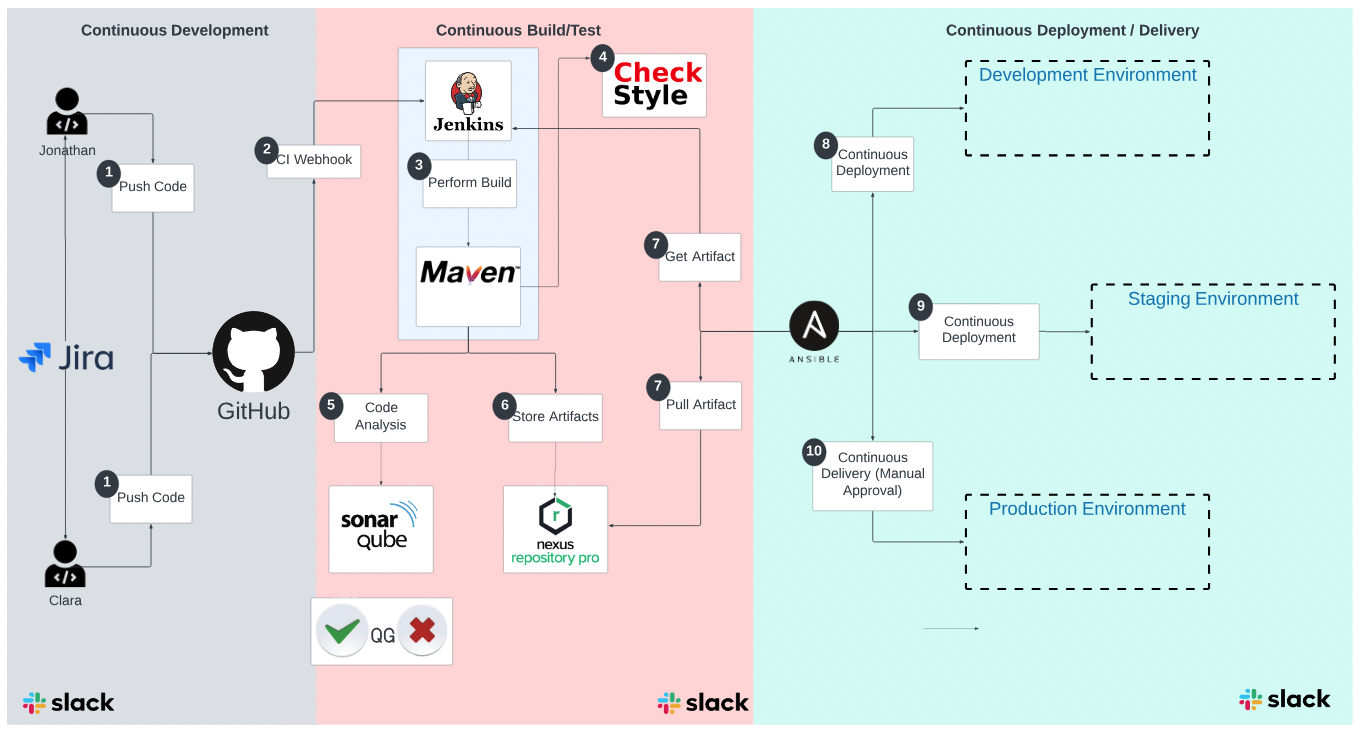 Continuous Development
Continuous Build/Test
Continuous Deployment / Delivery
Jonathan
1
Push Code
Jira
GitHub
1
Push Code
Clara
slack
2
CI Webhook
Jenkins
3
Perform Build
Maven™
4
Check
Style
5
Code
Analysis
sonar
qube
QG
6
Store Artifacts
r
nexus
repository pro
7
Get Artifact
7
Pull Artifact
slack
ANSIBLE
8
Continuous
Deployment
Development Environment
9
Continuous
Deployment
Staging Environment
10
Continuous
Delivery (Manual
Approval)
Production Environment
slack